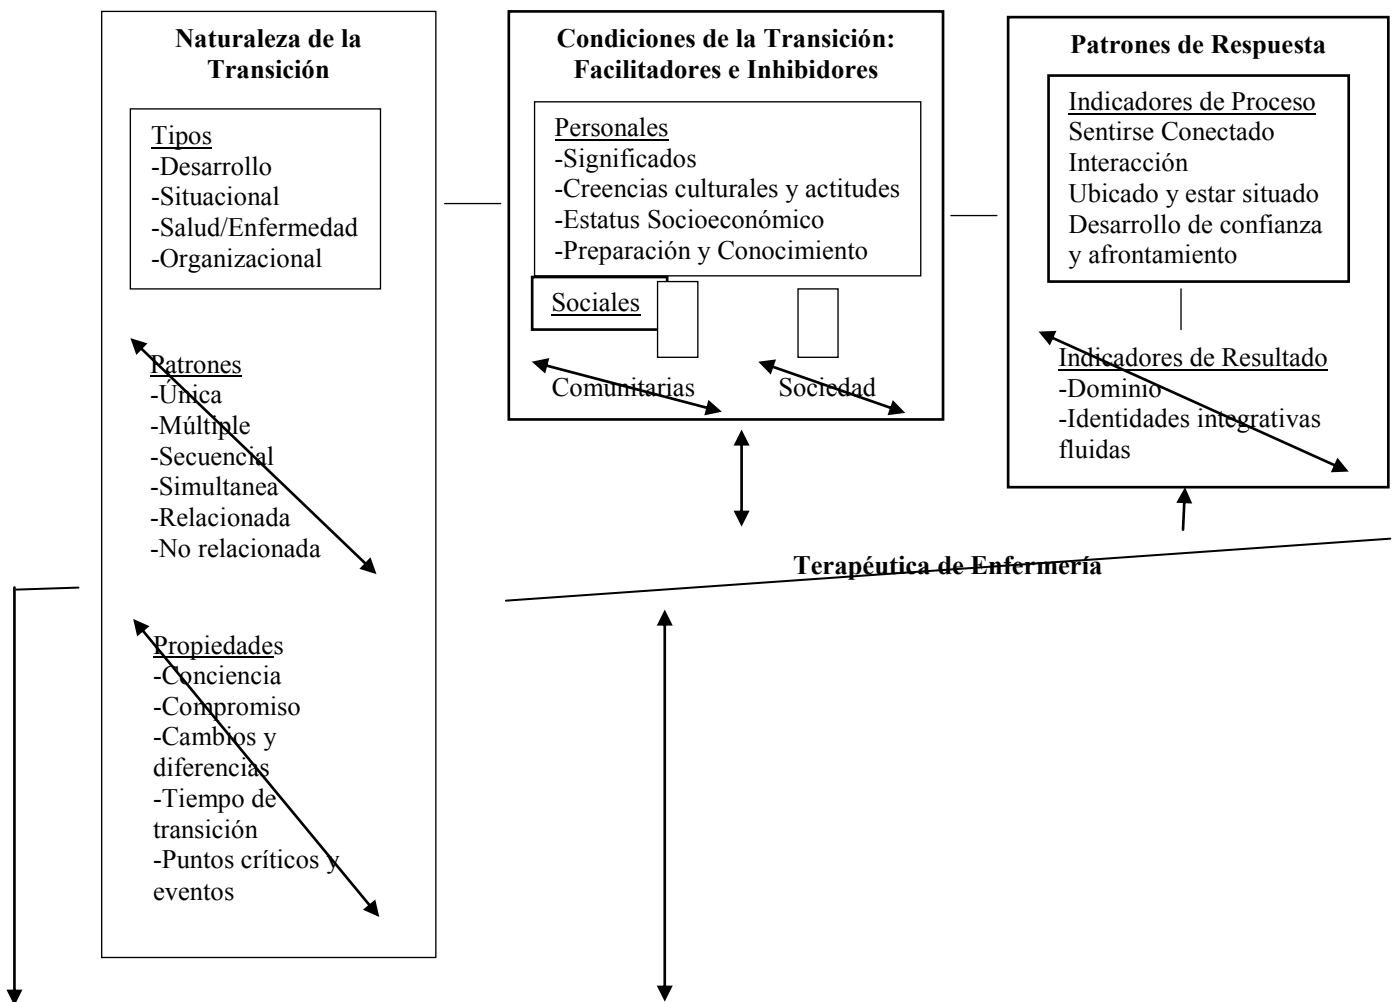 Naturaleza de la
Transición
Tipos
-Desarrollo
-Situacional
-Salud/Enfermedad
-Organizacional
Patrones
-Única
-Múltiple
-Secuencial
-Simultanea
-Relacionada
-No relacionada
Propiedades
-Conciencia
-Compromiso
-Cambios y
diferencias
-Tiempo de
transición
-Puntos críticos y
eventos
Condiciones de la Transición:
Facilitadores e Inhibidores
Personales
-Significados
-Creencias culturales y actitudes
-Estatus Socioeconómico
-Preparación y Conocimiento
Sociales
Comunitarias Sociedad
Patrones de Respuesta
Indicadores de Proceso
Sentirse Conectado
Interacción
Ubicado y estar situado
Desarrollo de confianza
y afrontamiento
Indicadores de Resultado
-Dominio
-Identidades integrativas
fluidas
Terapéutica de Enfermería